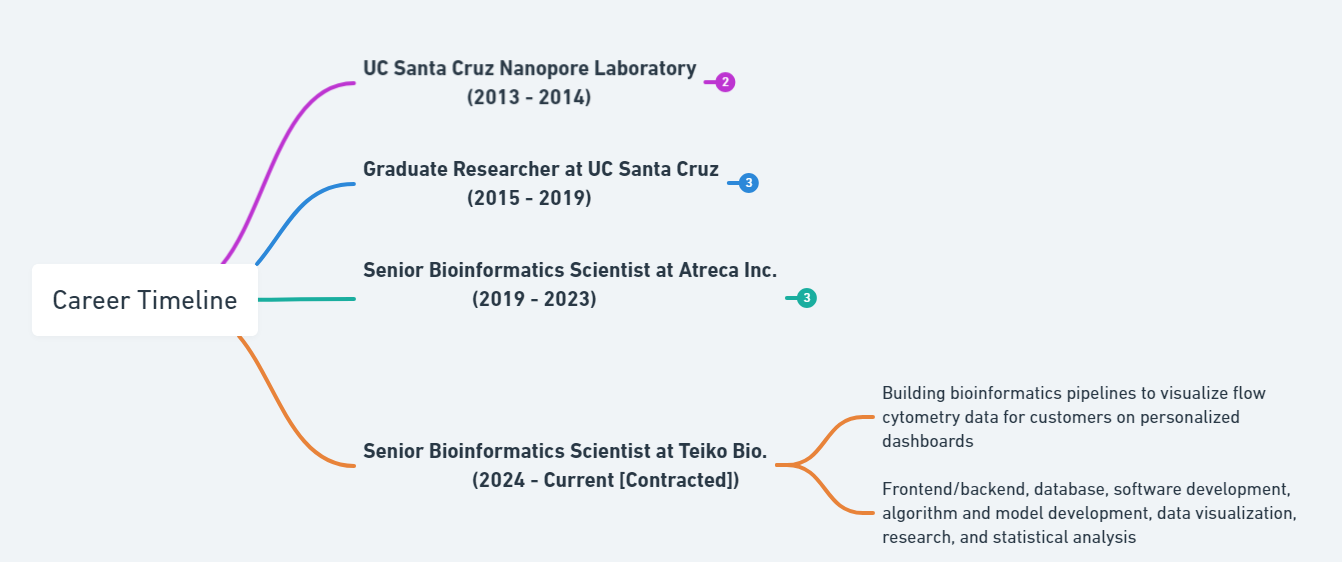 UC Santa Cruz Nanopore Laboratory
(2013 - 2014)
2
Graduate Researcher at UC Santa Cruz
(2015 - 2019)
3
Career Timeline
Senior Bioinformatics Scientist at Atreca Inc.
(2019 - 2023)
3
Senior Bioinformatics Scientist at Teiko Bio.
(2024 - Current [Contracted])
Building bioinformatics pipelines to visualize flow
cytometry data for customers on personalized
dashboards
Frontend/backend, database, software development,
algorithm and model development, data visualization,
research, and statistical analysis